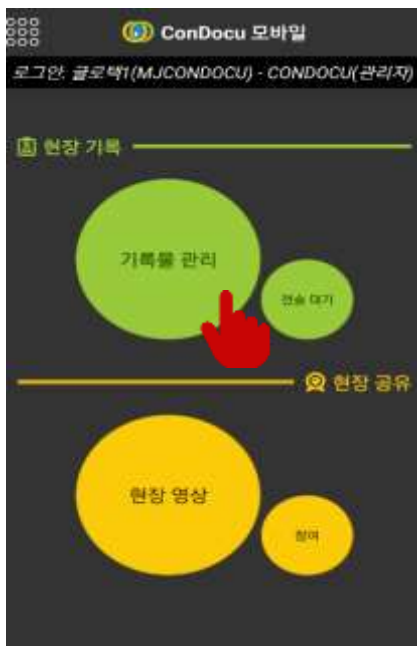 ConDocu 모바일
로그인: 글로텍1(MJCONDOCU) - CONDOCU(관리자)
현장 기록
기록물 관리
전송 대기
현장 공유
현장 영상
참여